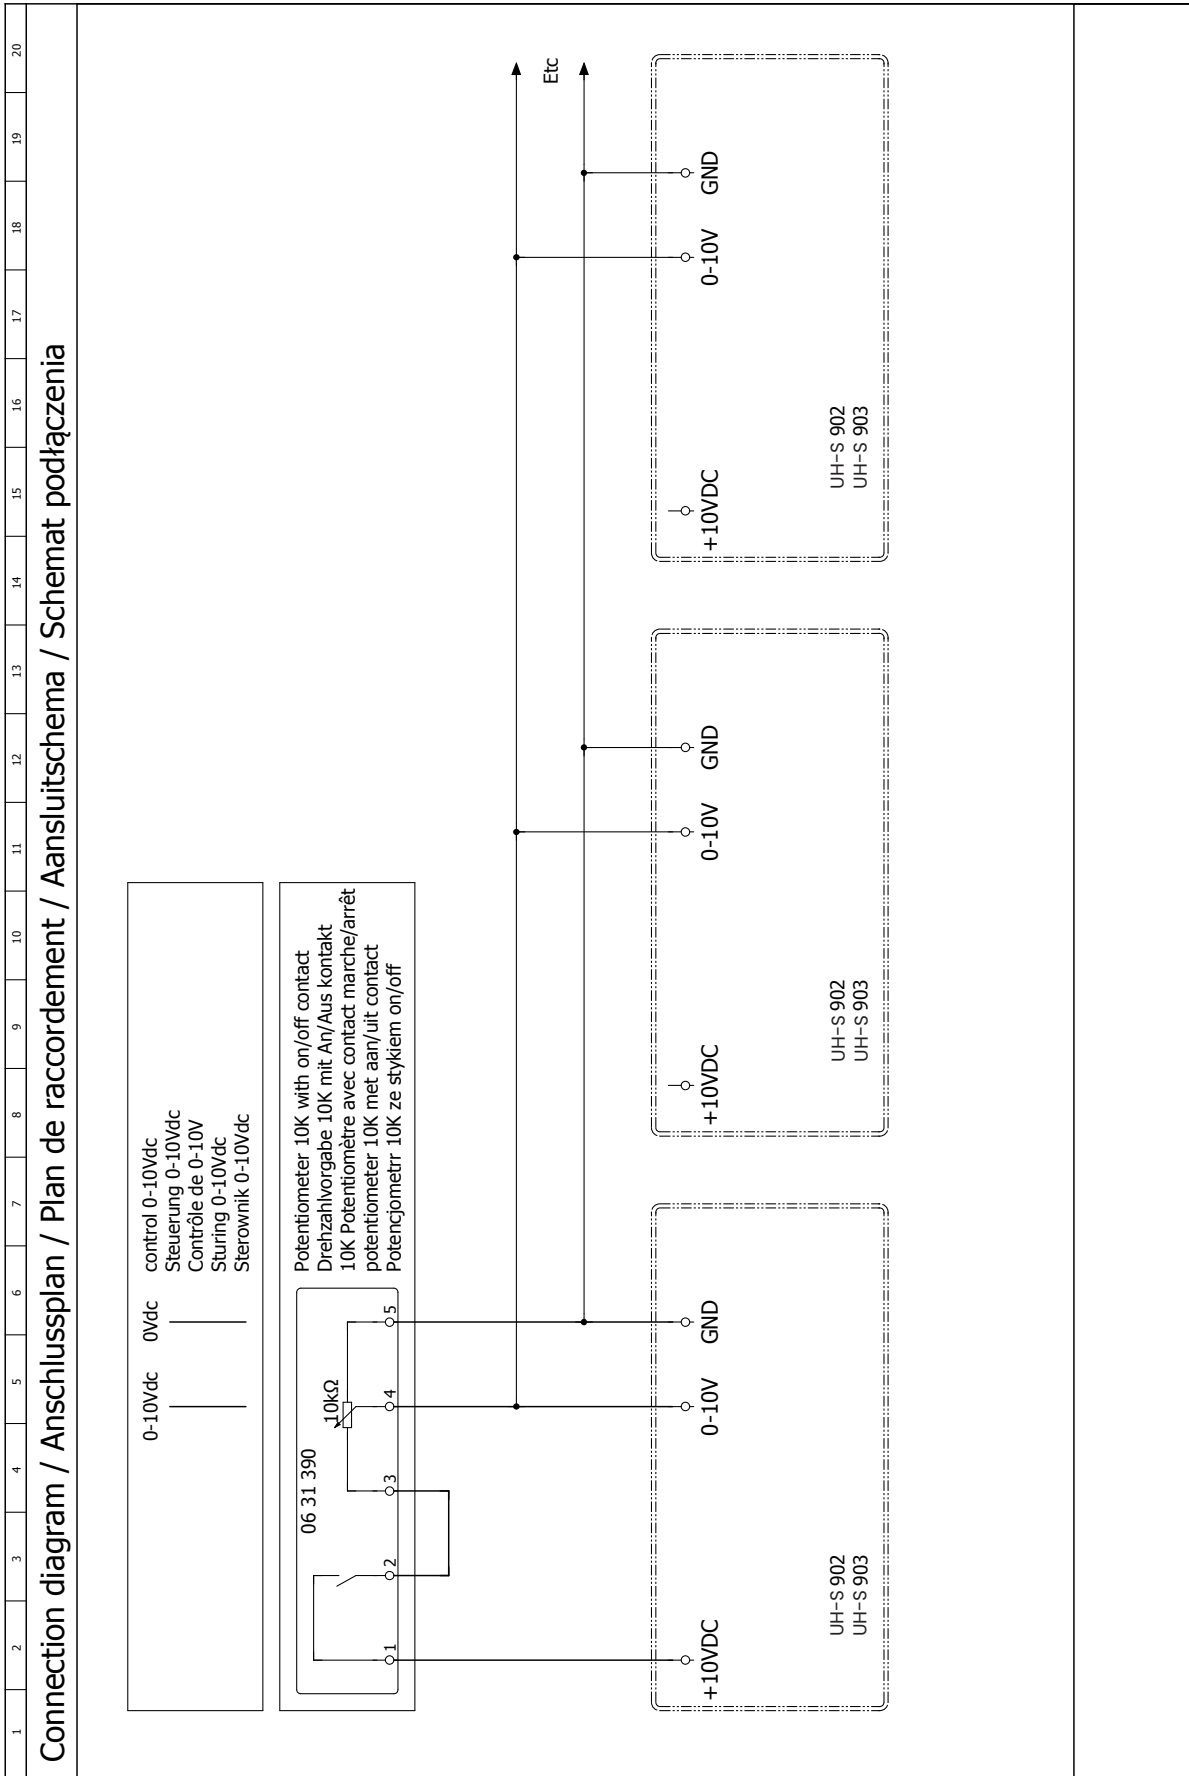 1 2 3 4 5 6 7 8 9 10 11 12 13 14 15 16 17 18 19 20
Connection diagram / Anschlussplan / Plan de raccordement / Aansluitschema / Schemat podłączenia
0-10Vdc
0Vdc
control 0-10Vdc
Steuerung 0-10Vdc
Contrôle de 0-10V
Sturing 0-10Vdc
Sterownik 0-10Vdc
06 31 390
10kΩ
1 2 3 4 5
Potentiometer 10K with on/off contact
Drehzahlvorgabe 10K mit An/Aus kontakt
10K Potentiomètre avec contact marche/arrêt
potentiometer 10K met aan/uit contact
Potencjometrr 10K ze stykiem on/off
Etc
+10VDC
0-10V
GND
UH-S 902
UH-S 903
+10VDC
0-10V
GND
UH-S 902
UH-S 903
+10VDC
0-10V
GND
UH-S 902
UH-S 903